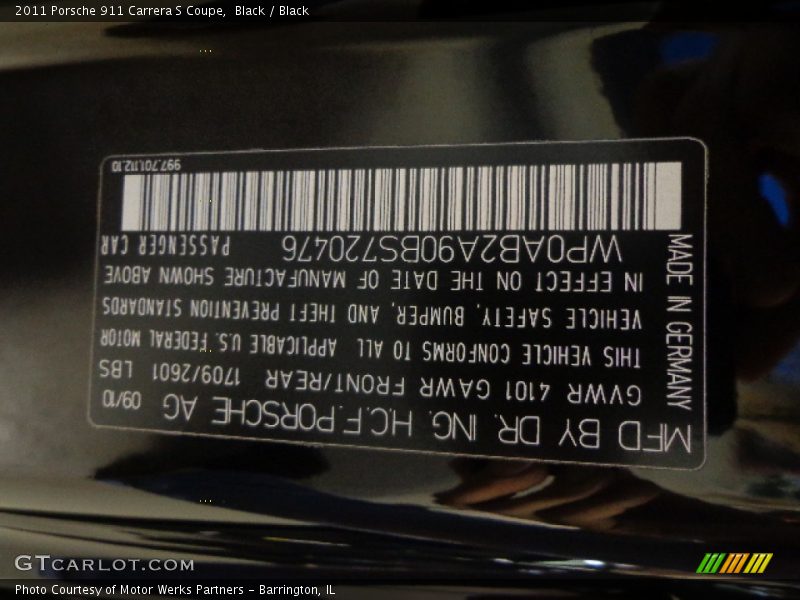 2011 Porsche 911 Carrera S Coupe,  Black / Black
MFD BY DR. ING. H.C.F. PORSCHE AG 09/10
GVWR 4101 GAWR FRONT/REAR 1709/2601 LBS
THIS VEHICLE CONFORMS TO ALL APPLICABLE U.S. FEDERAL MOTOR
VEHICLE SAFETY, BUMPER, AND THEFT PREVENTION STANDARDS
IN EFFECT ON THE DATE OF MANUFACTURE SHOWN ABOVE
WP0AB2A90BS720476 PASSENGER CAR
997.701.112.10
MADE IN GERMANY
GTCARLOT.COM
Photo Courtesy of Motor Werks Partners - Barrington, IL